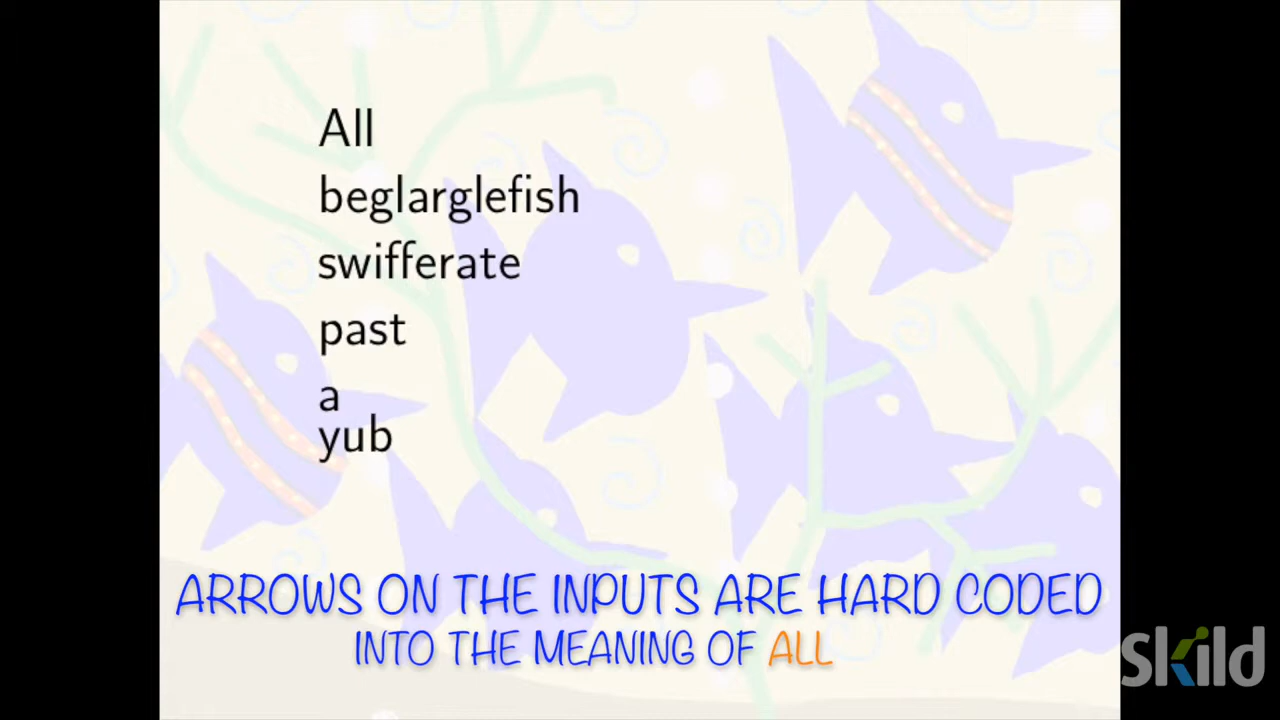 All
beglarglefish
swifferate
past
a
yub
ARROWS ON THE INPUTS ARE HARD CODED
INTO THE MEANING OF ALL
skild